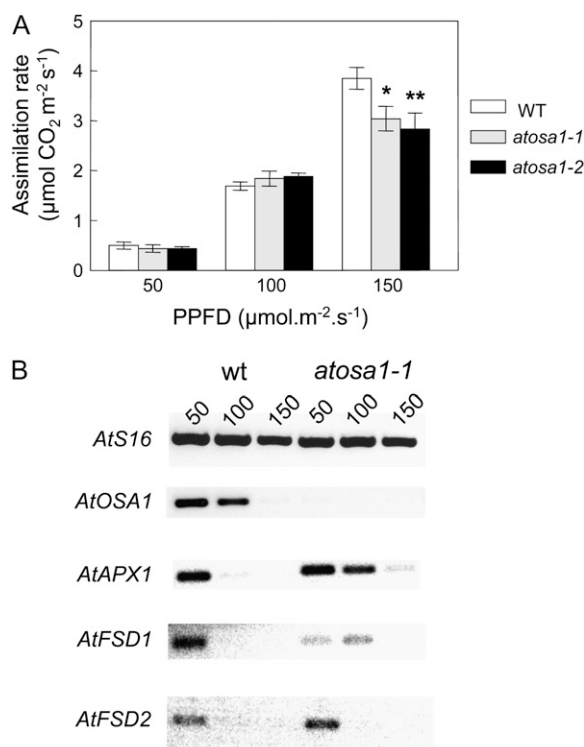 A
Assimilation rate
(µmol CO₂ m⁻² s⁻¹)
5
4
3
2
1
0
* **
50 100 150
PPFD (µmol.m⁻².s⁻¹)
WT
atosa1-1
atosa1-2
B
wt atosa1-1
50 100 150 50 100 150
AtS16
AtOSA1
AtAPX1
AtFSD1
AtFSD2